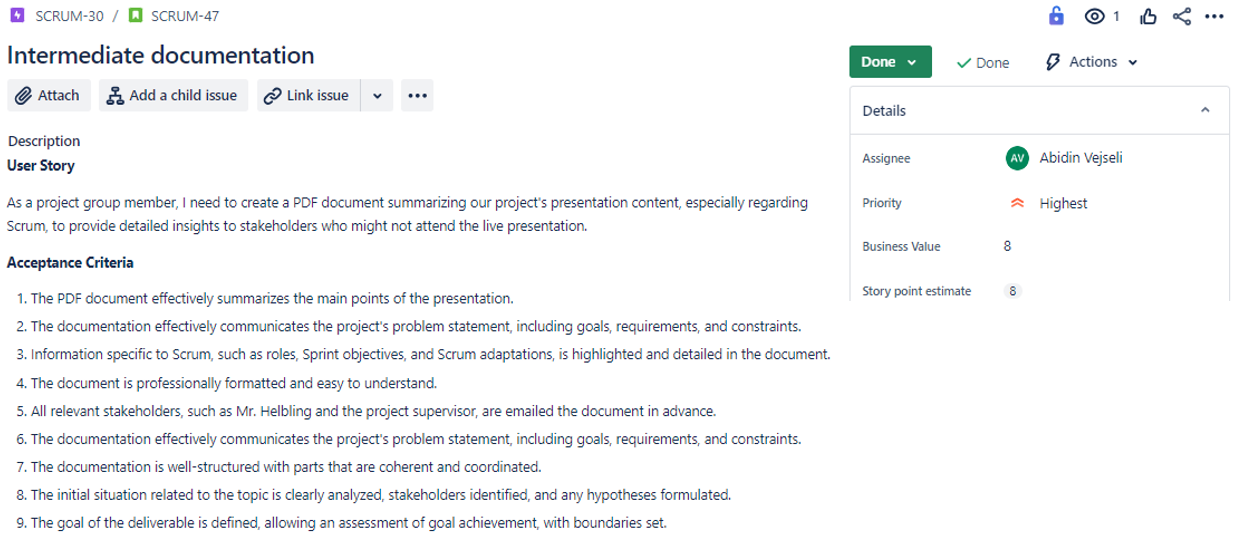 SCRUM-30 / SCRUM-47
1
Intermediate documentation
Done
Done
Actions
Attach
Add a child issue
Link issue
Details
Description
User Story
Assignee
AV Abidin Vejseli
As a project group member, I need to create a PDF document summarizing our project's presentation content, especially regarding
Scrum, to provide detailed insights to stakeholders who might not attend the live presentation.
Priority
Highest
Business Value
8
Story point estimate
8
Acceptance Criteria
1. The PDF document effectively summarizes the main points of the presentation.
2. The documentation effectively communicates the project's problem statement, including goals, requirements, and constraints.
3. Information specific to Scrum, such as roles, Sprint objectives, and Scrum adaptations, is highlighted and detailed in the document.
4. The document is professionally formatted and easy to understand.
5. All relevant stakeholders, such as Mr. Helbling and the project supervisor, are emailed the document in advance.
6. The documentation effectively communicates the project's problem statement, including goals, requirements, and constraints.
7. The documentation is well-structured with parts that are coherent and coordinated.
8. The initial situation related to the topic is clearly analyzed, stakeholders identified, and any hypotheses formulated.
9. The goal of the deliverable is defined, allowing an assessment of goal achievement, with boundaries set.